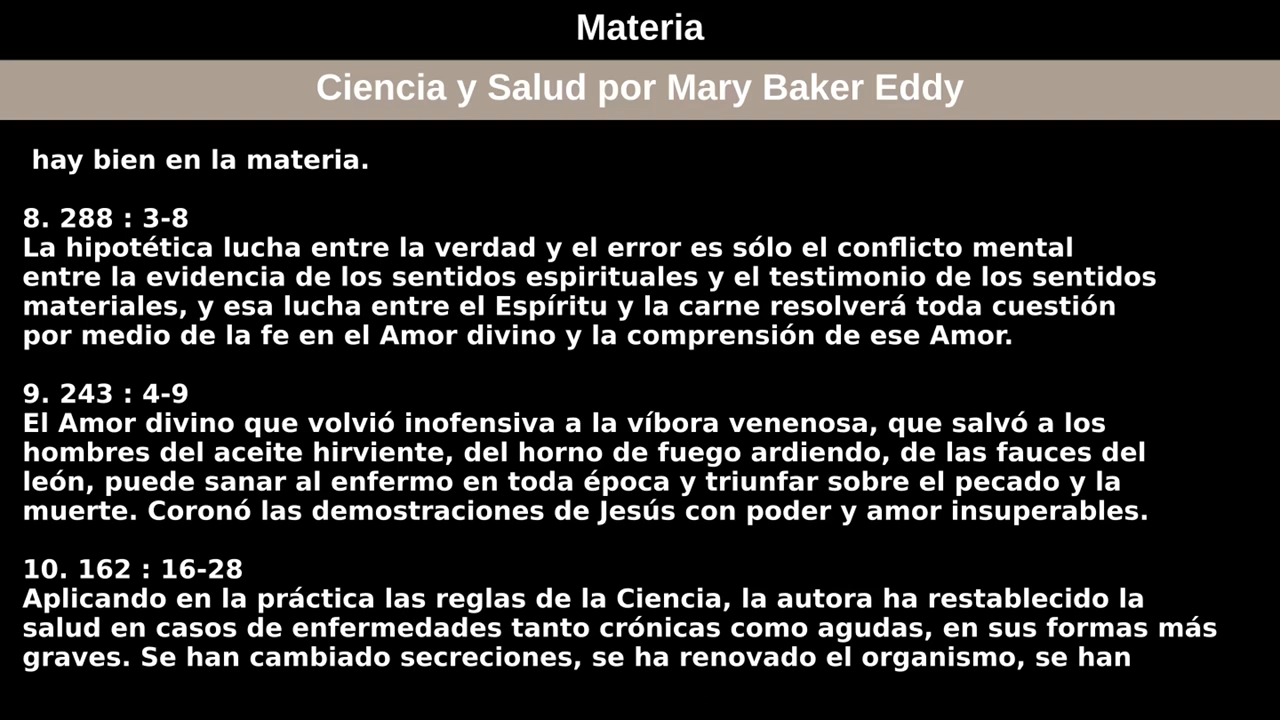 Materia
Ciencia y Salud por Mary Baker Eddy
hay bien en la materia.
8. 288 : 3-8
La hipotética lucha entre la verdad y el error es sólo el conflicto mental
entre la evidencia de los sentidos espirituales y el testimonio de los sentidos
materiales, y esa lucha entre el Espíritu y la carne resolverá toda cuestión
por medio de la fe en el Amor divino y la comprensión de ese Amor.
9. 243 : 4-9
El Amor divino que volvió inofensiva a la víbora venenosa, que salvó a los
hombres del aceite hirviente, del horno de fuego ardiendo, de las fauces del
león, puede sanar al enfermo en toda época y triunfar sobre el pecado y la
muerte. Coronó las demostraciones de Jesús con poder y amor insuperables.
10. 162 : 16-28
Aplicando en la práctica las reglas de la Ciencia, la autora ha restablecido la
salud en casos de enfermedades tanto crónicas como agudas, en sus formas más
graves. Se han cambiado secreciones, se ha renovado el organismo, se han